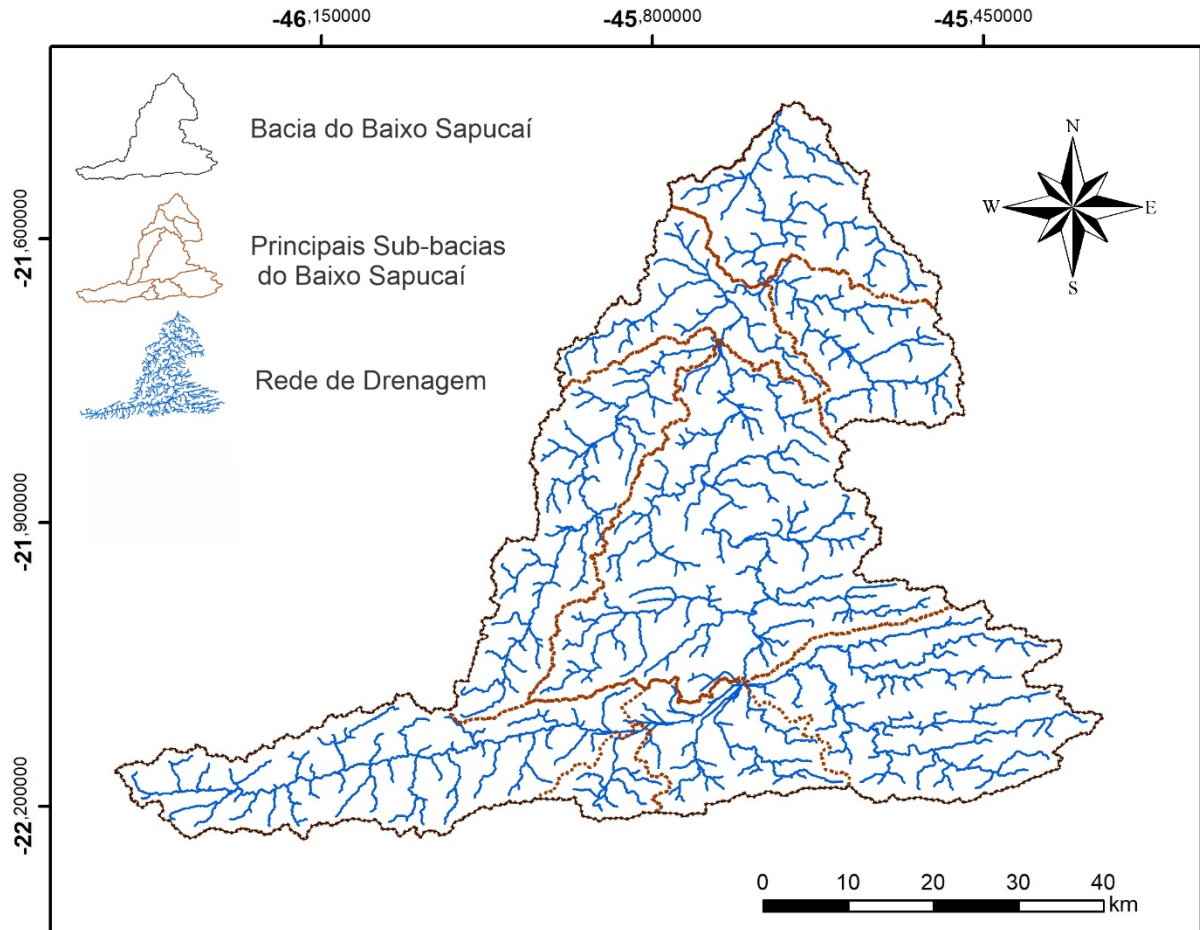 -46,150000 -45,800000 -45,450000
Bacia do Baixo Sapucaí
N
W E
S
-21,600000
Principais Sub-bacias
do Baixo Sapucaí
Rede de Drenagem
-21,900000
-22,200000
0 10 20 30 40
km